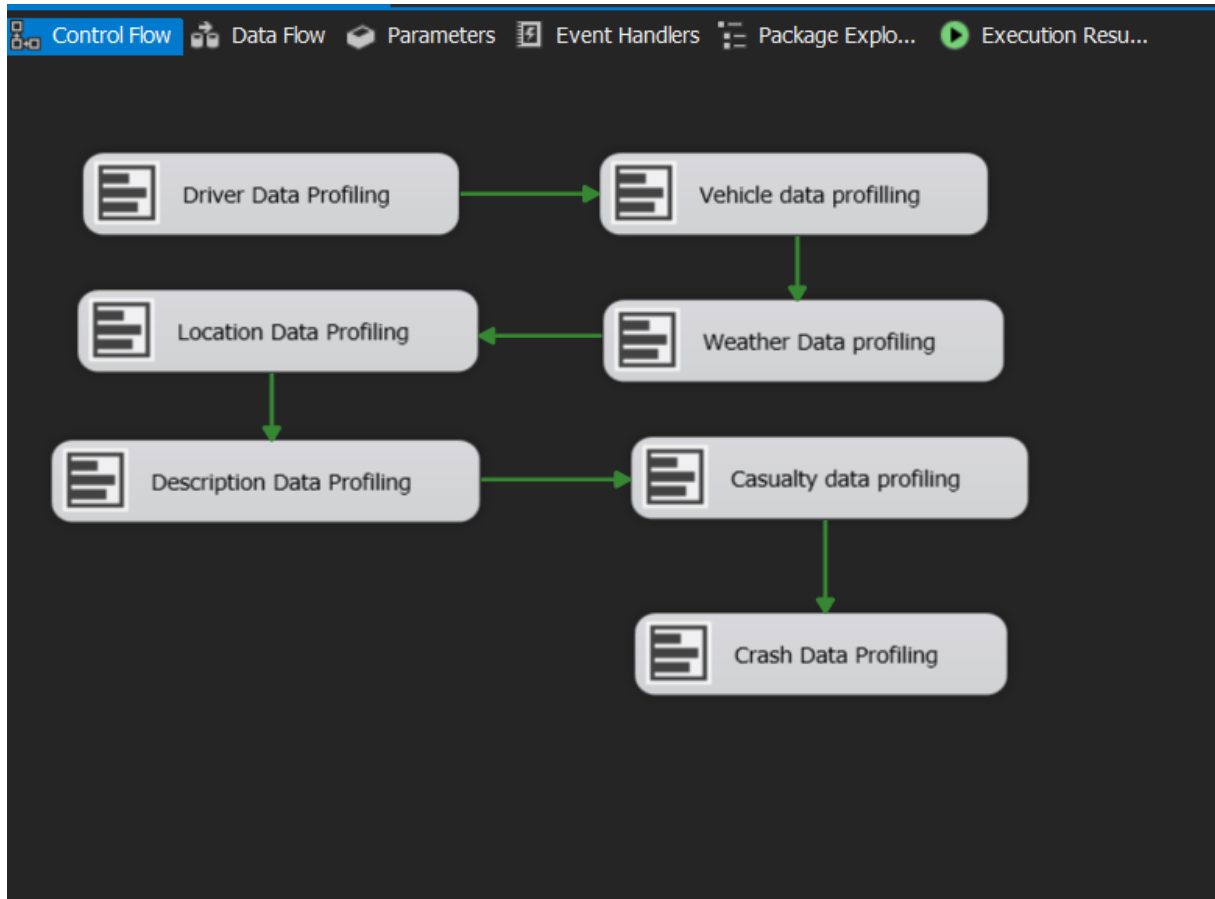 Control Flow Data Flow Parameters Event Handlers Package Explo... Execution Resu...
Driver Data Profiling
Vehicle data profilling
Location Data Profiling
Weather Data profiling
Description Data Profiling
Casualty data profiling
Crash Data Profiling